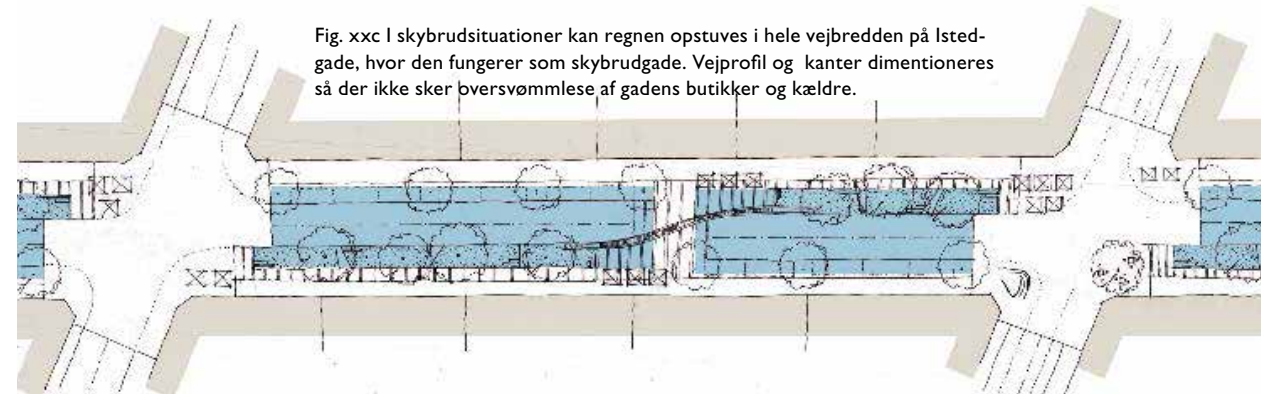 Fig. xxc I skybrudsituationer kan regnen opstuves i hele vejbredden på Isted-
gade, hvor den fungerer som skybrudgade. Vejprofil og kanter dimentioneres
så der ikke sker oversvømmlese af gadens butikker og kældre.